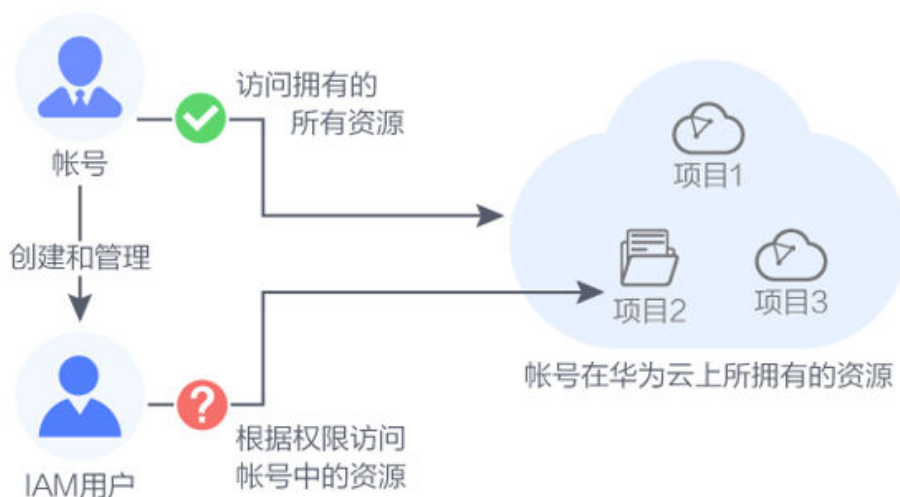 访问拥有的
所有资源
帐号
项目1
创建和管理
项目2
项目3
帐号在华为云上所拥有的资源
?
根据权限访问
帐号中的资源
IAM用户